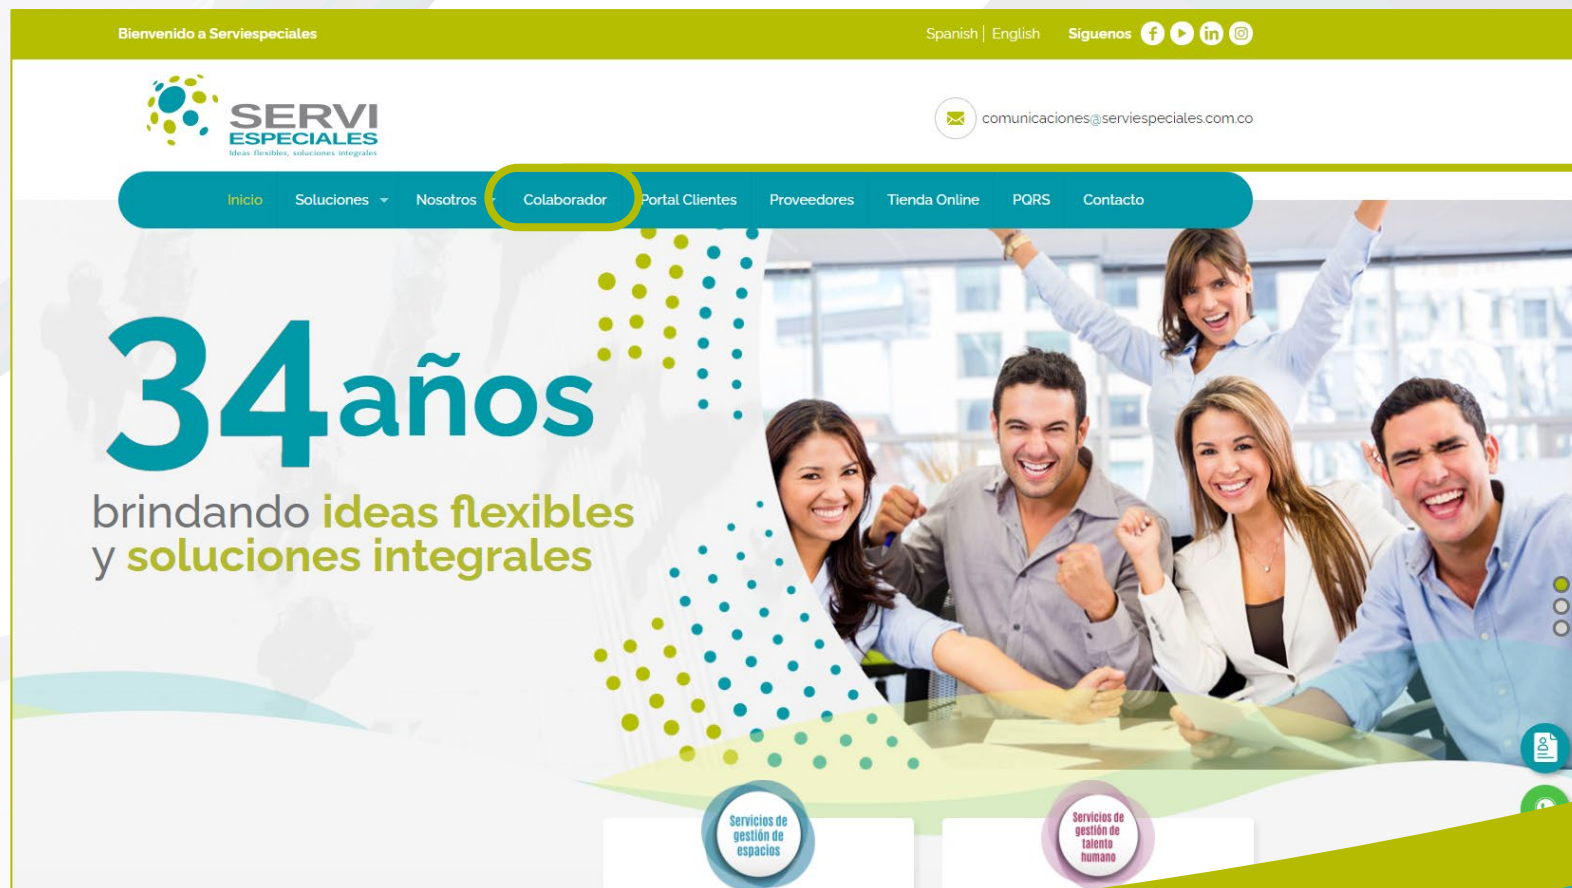 Bienvenido a Serviespeciales
Spanish | English
Síguenos
SERVI
ESPECIALES
Ideas flexibles, soluciones integrales
comunicaciones@serviespeciales.com.co
Inicio Soluciones Nosotros Colaborador Portal Clientes Proveedores Tienda Online PQRS Contacto
34 años
brindando ideas flexibles
y soluciones integrales
Servicios de
gestión de
espacios
Servicios de
gestión de
talento
humano